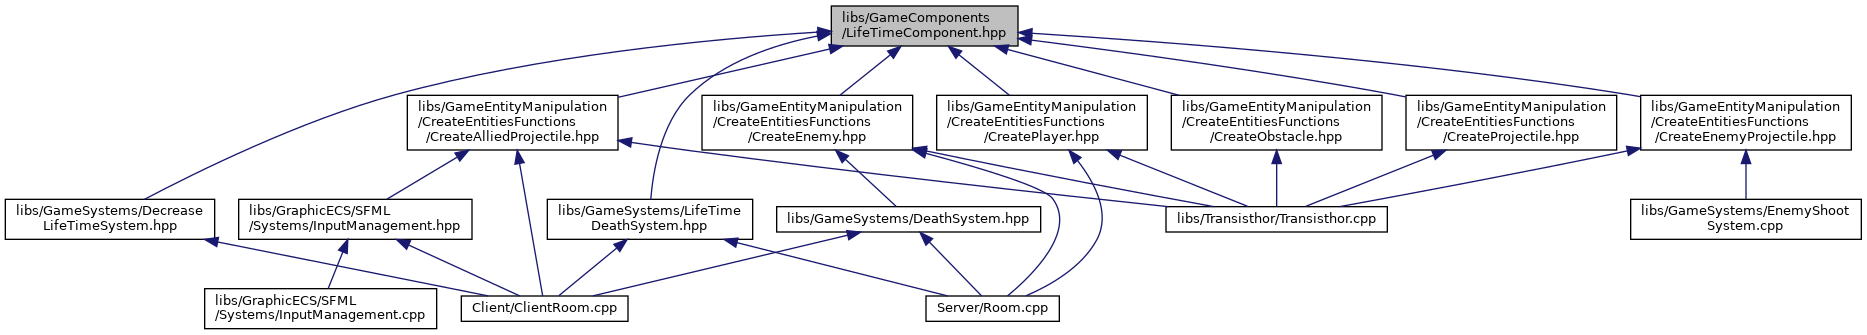 libs/GameComponents
/LifeTimeComponent.hpp
libs/GameEntityManipulation
/CreateEntitiesFunctions
/CreateAlliedProjectile.hpp
libs/GameEntityManipulation
/CreateEntitiesFunctions
/CreateEnemy.hpp
libs/GameEntityManipulation
/CreateEntitiesFunctions
/CreatePlayer.hpp
libs/GameEntityManipulation
/CreateEntitiesFunctions
/CreateObstacle.hpp
libs/GameEntityManipulation
/CreateEntitiesFunctions
/CreateProjectile.hpp
libs/GameEntityManipulation
/CreateEntitiesFunctions
/CreateEnemyProjectile.hpp
libs/GameSystems/Decrease
LifeTimeSystem.hpp
libs/GraphicECS/SFML
/Systems/InputManagement.hpp
libs/GameSystems/LifeTime
DeathSystem.hpp
libs/GameSystems/DeathSystem.hpp
libs/Transisthor/Transisthor.cpp
libs/GameSystems/EnemyShoot
System.cpp
libs/GraphicECS/SFML
/Systems/InputManagement.cpp
Client/ClientRoom.cpp
Server/Room.cpp